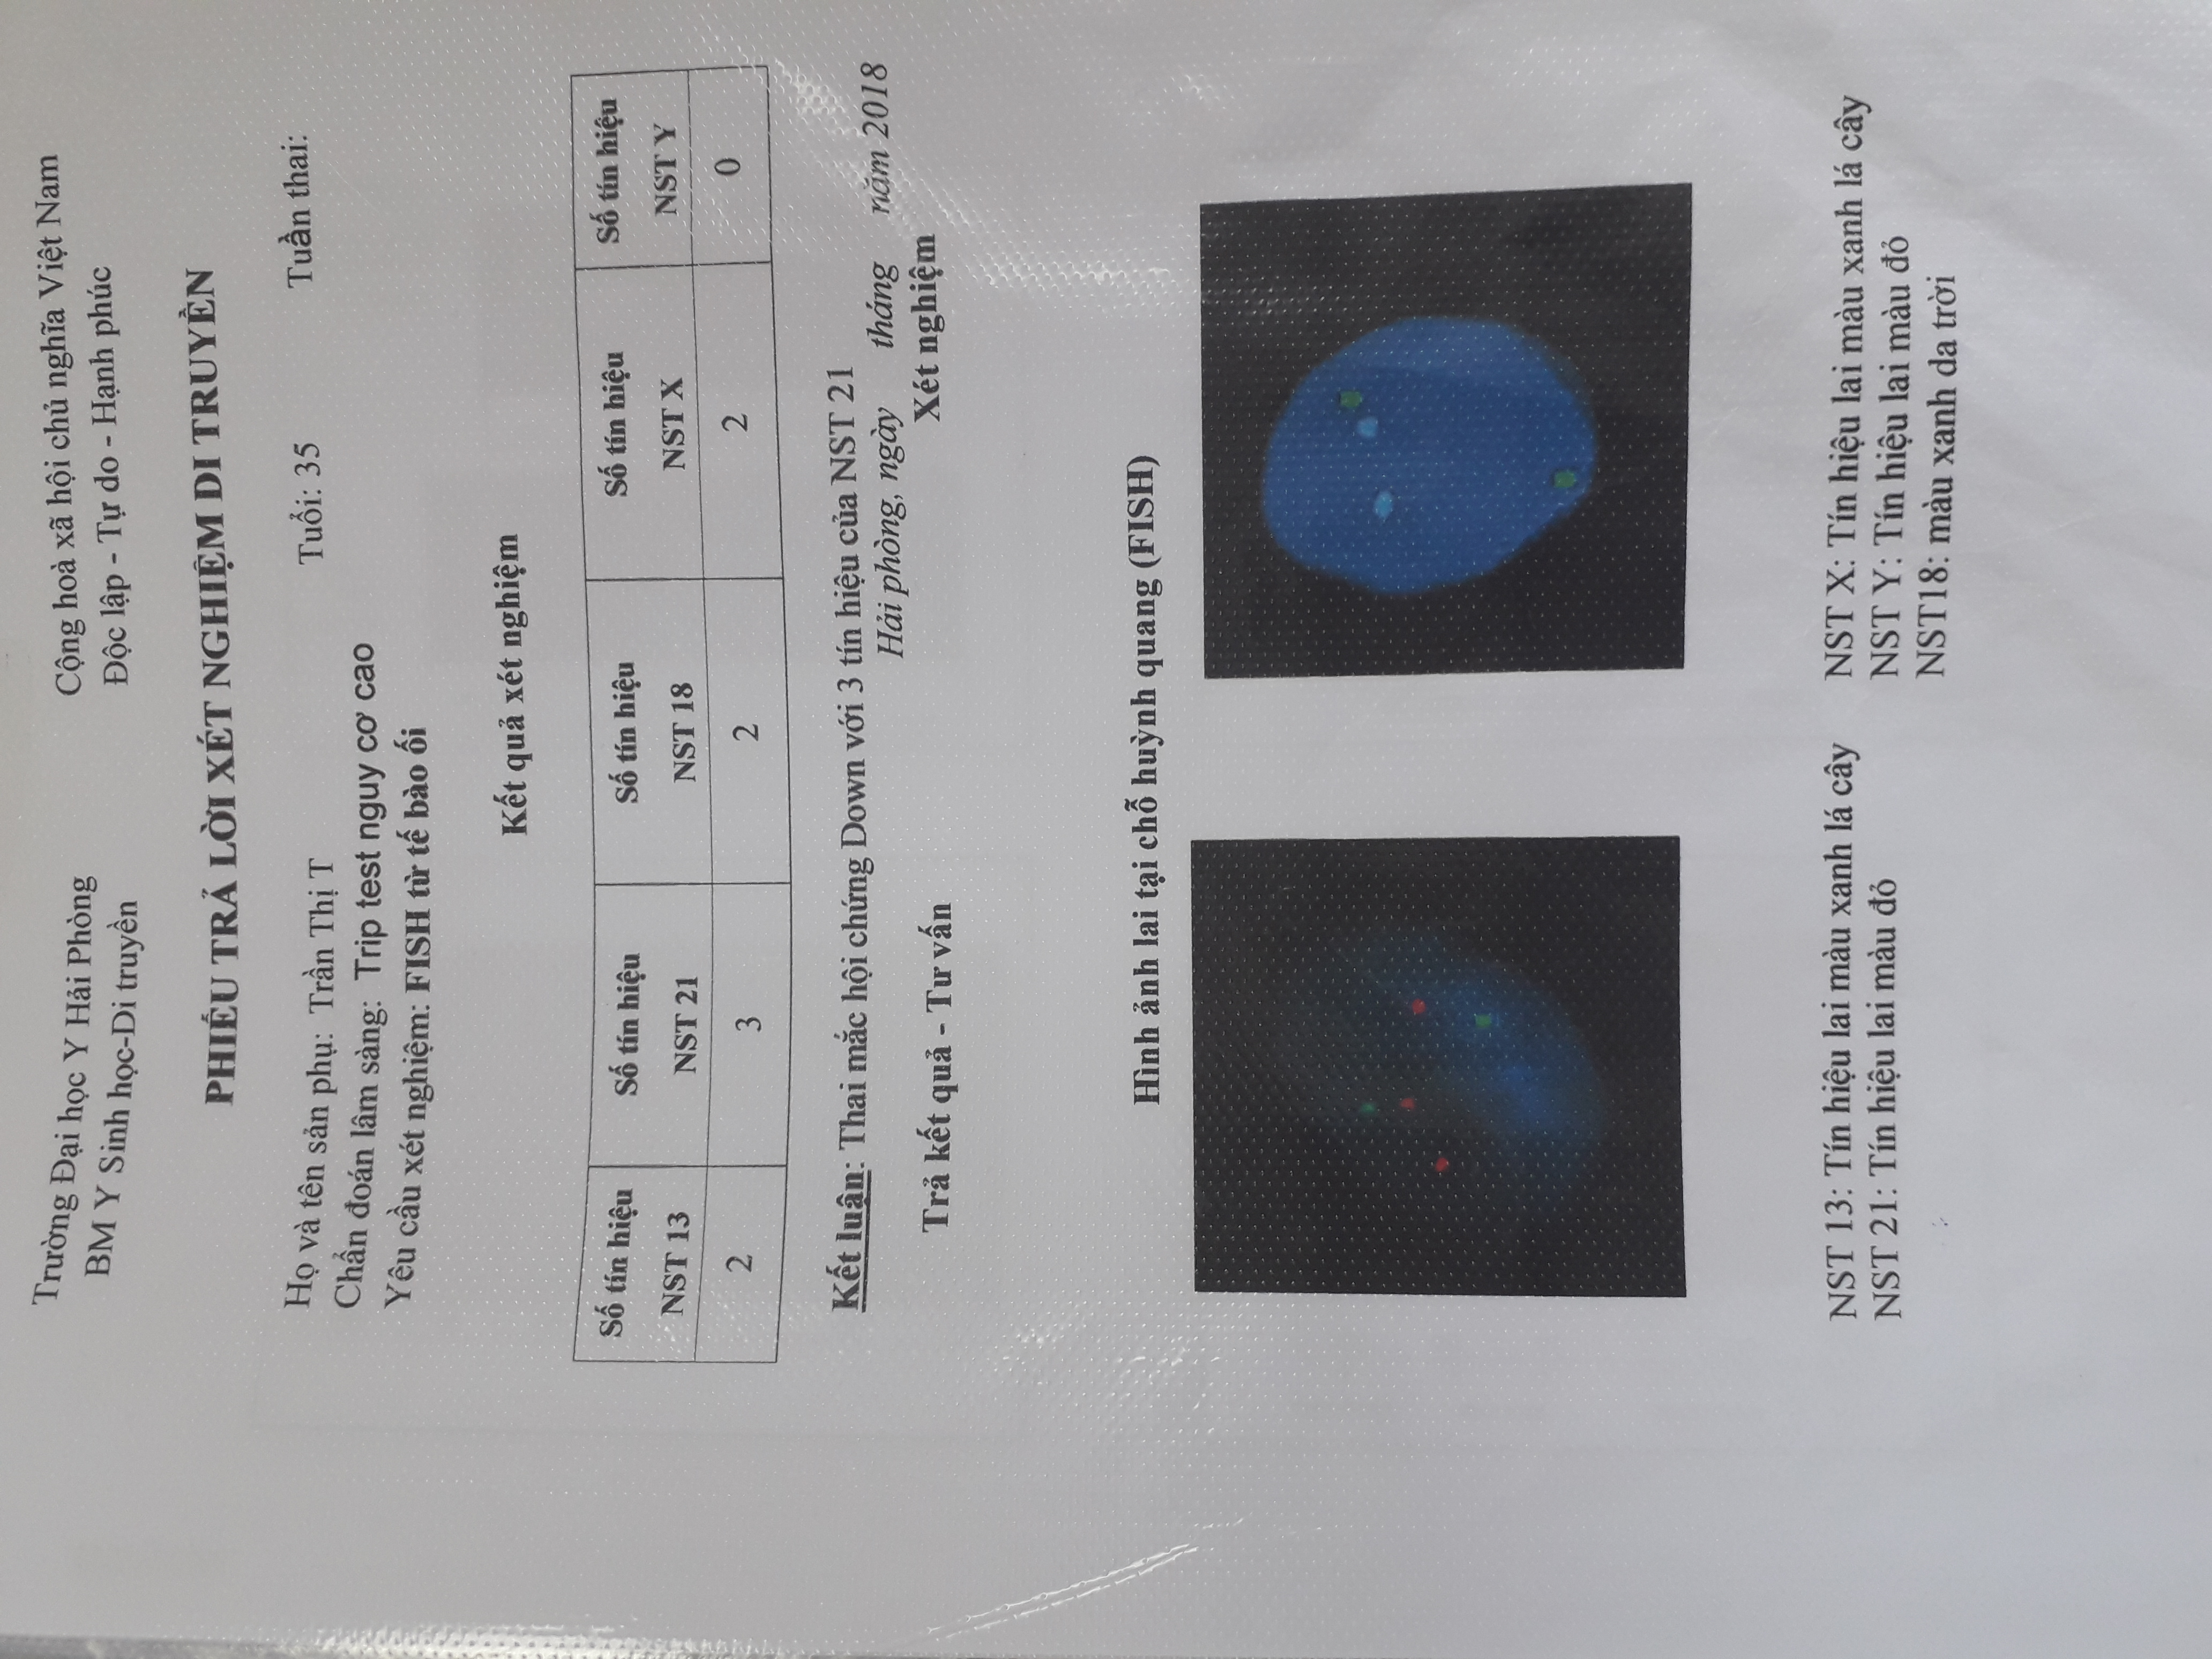 Trường Đại học Y Hải Phòng
Cộng hoà xã hội chủ nghĩa Việt Nam
BM Y Sinh học-Di truyền
Độc lập - Tự do - Hạnh phúc
PHIẾU TRẢ LỜI XÉT NGHIỆM DI TRUYỀN
Họ và tên sản phụ: Trần Thị T Tuổi: 35 Tuần thai:
Chẩn đoán lâm sàng: Trip test nguy cơ cao
Yêu cầu xét nghiệm: FISH từ tế bào ối
Kết quả xét nghiệm
Số tín hiệu NST 13
Số tín hiệu NST 21
Số tín hiệu NST 18
Số tín hiệu NST X
Số tín hiệu NST Y
2 3 2 2 0
Kết luận: Thai mắc hội chứng Down với 3 tín hiệu của NST 21
Hải phòng, ngày tháng năm 2018
Trả kết quả - Tư vấn
Xét nghiệm
Hình ảnh lai tại chỗ huỳnh quang (FISH)
NST 13: Tín hiệu lai màu xanh lá cây
NST 21: Tín hiệu lai màu đỏ
NST X: Tín hiệu lai màu xanh lá cây
NST Y: Tín hiệu lai màu đỏ
NST18: màu xanh da trời